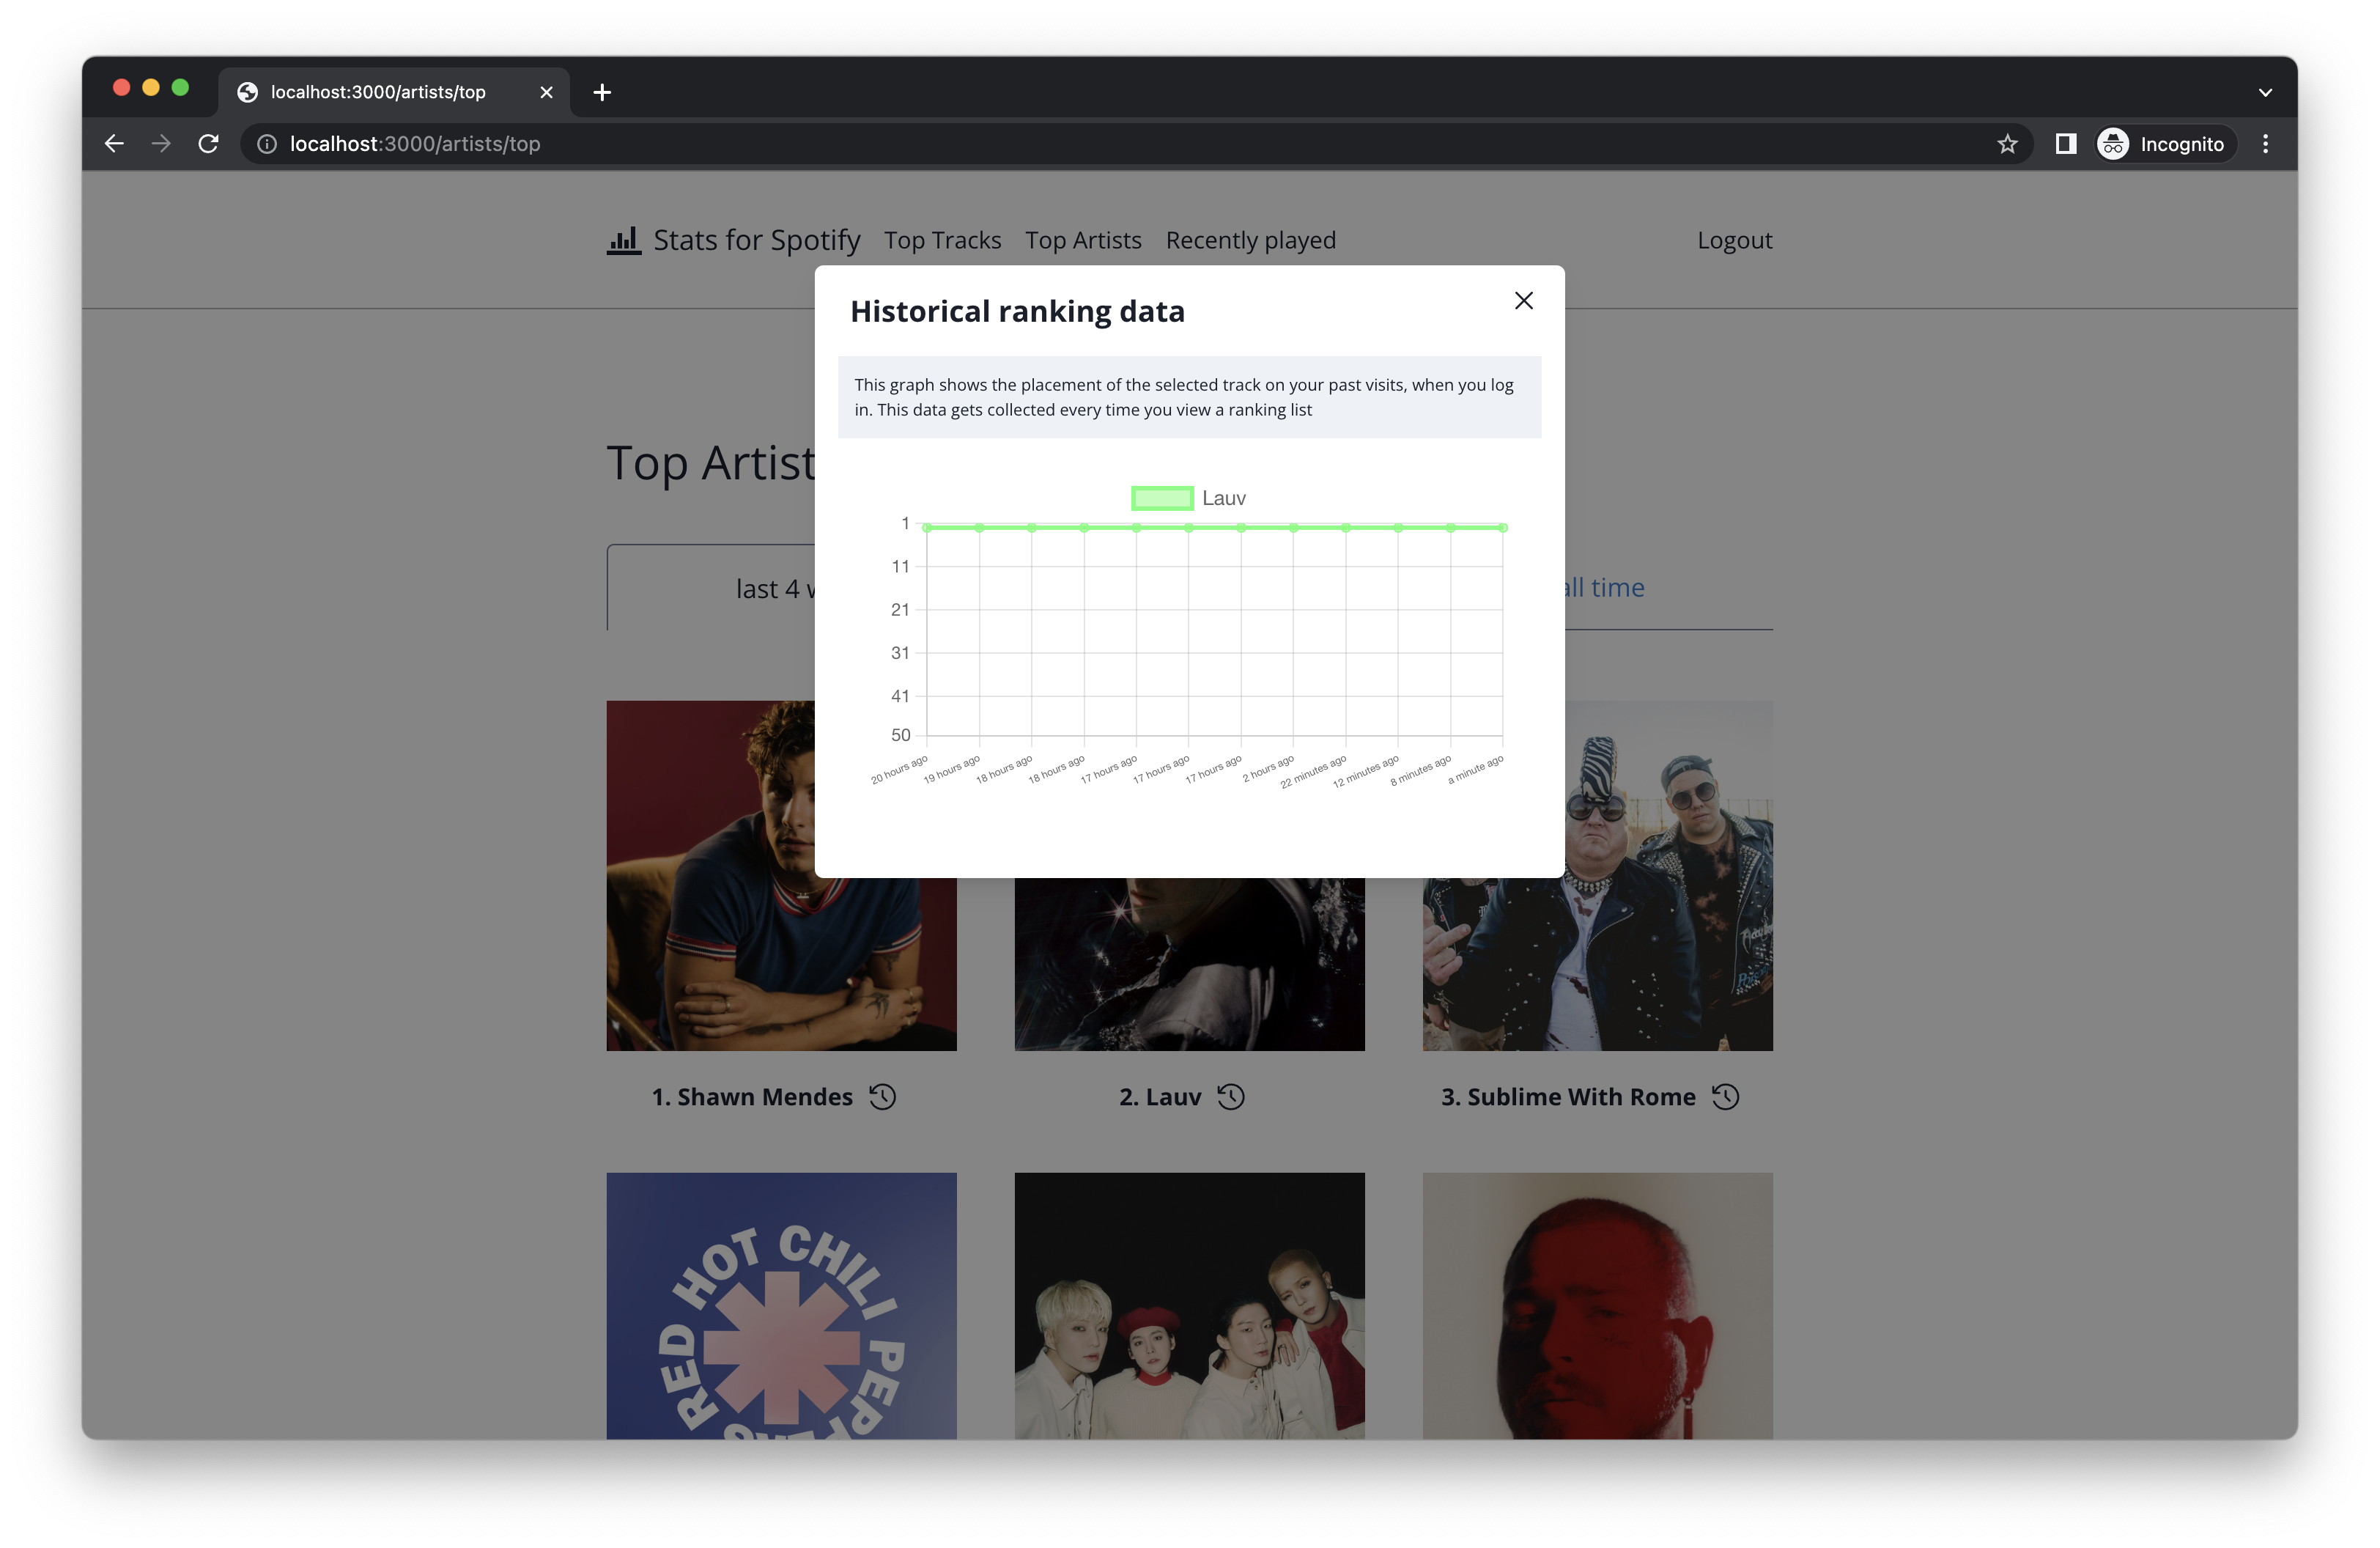 localhost:3000/artists/top
localhost:3000/artists/top
Incognito
Stats for Spotify
Top Tracks
Top Artists
Recently played
Logout
Historical ranking data
This graph shows the placement of the selected track on your past visits, when you log
in. This data gets collected every time you view a ranking list
Top Artist
last 4 w
all time
Lauv
1
11
21
31
41
50
20 hours ago
19 hours ago
18 hours ago
18 hours ago
17 hours ago
17 hours ago
17 hours ago
2 hours ago
22 minutes ago
12 minutes ago
8 minutes ago
a minute ago
1. Shawn Mendes
2. Lauv
3. Sublime With Rome
RED HOT CHILI PEPPERS